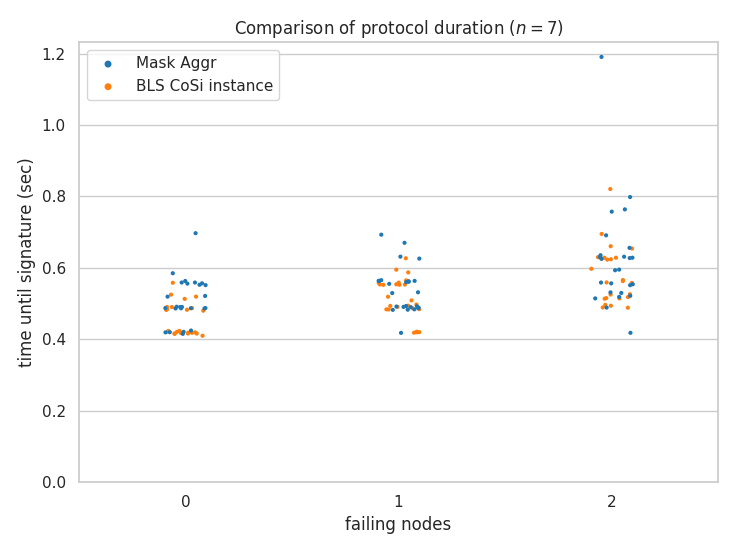 Comparison of protocol duration (n = 7)
Mask Aggr
BLS CoSi instance
time until signature (sec)
1.2
1.0
0.8
0.6
0.4
0.2
0.0
0
1
2
failing nodes